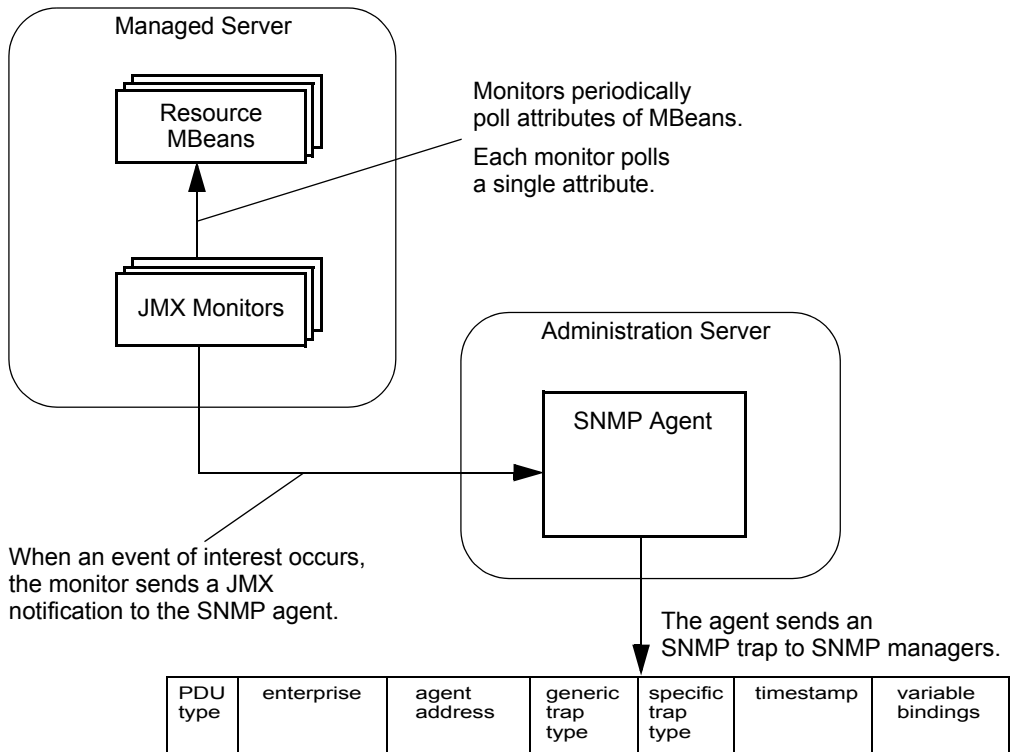 Managed Server
Resource
MBeans
Monitors periodically
poll attributes of MBeans.
Each monitor polls
a single attribute.
JMX Monitors
Administration Server
SNMP Agent
When an event of interest occurs,
the monitor sends a JMX
notification to the SNMP agent.
The agent sends an
SNMP trap to SNMP managers.
PDU
type
enterprise
agent
address
generic
trap
type
specific
trap
type
timestamp
variable
bindings